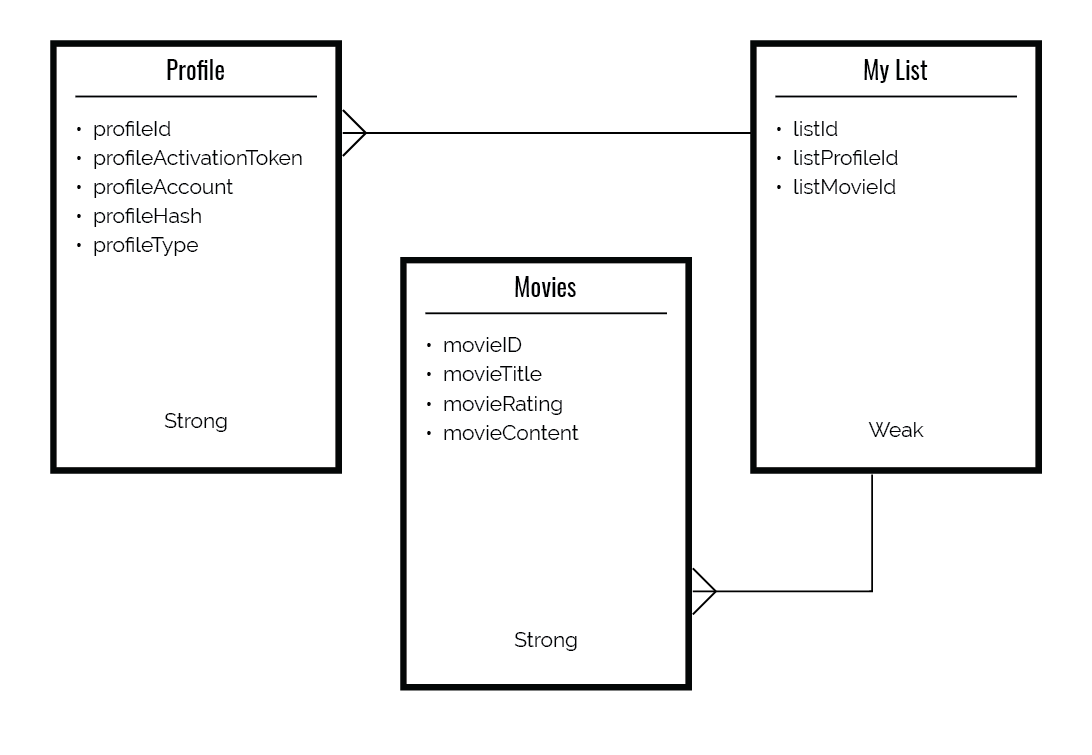 Profile
• profileId
• profileActivationToken
• profileAccount
• profileHash
• profileType
Strong
Movies
• movieID
• movieTitle
• movieRating
• movieContent
Strong
My List
• listId
• listProfileId
• listMovieId
Weak